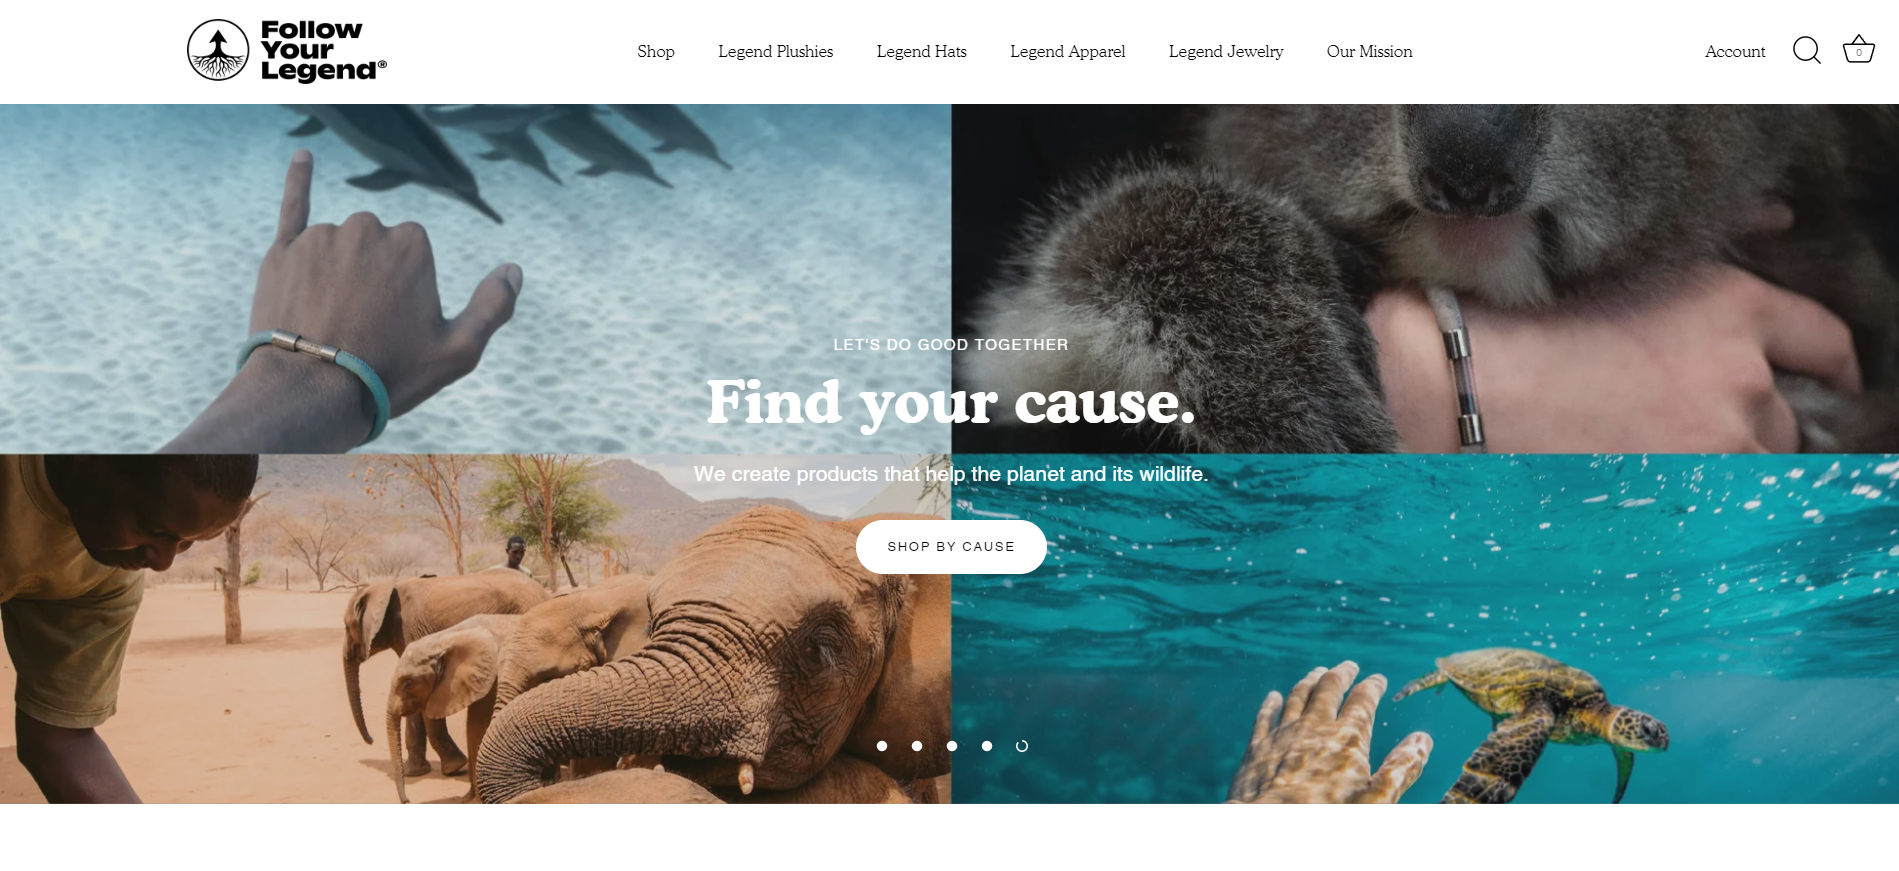 Follow
Your
Legend®
Shop
Legend Plushies
Legend Hats
Legend Apparel
Legend Jewelry
Our Mission
Account
0
LET'S DO GOOD TOGETHER
Find your cause.
We create products that help the planet and its wildlife.
SHOP BY CAUSE